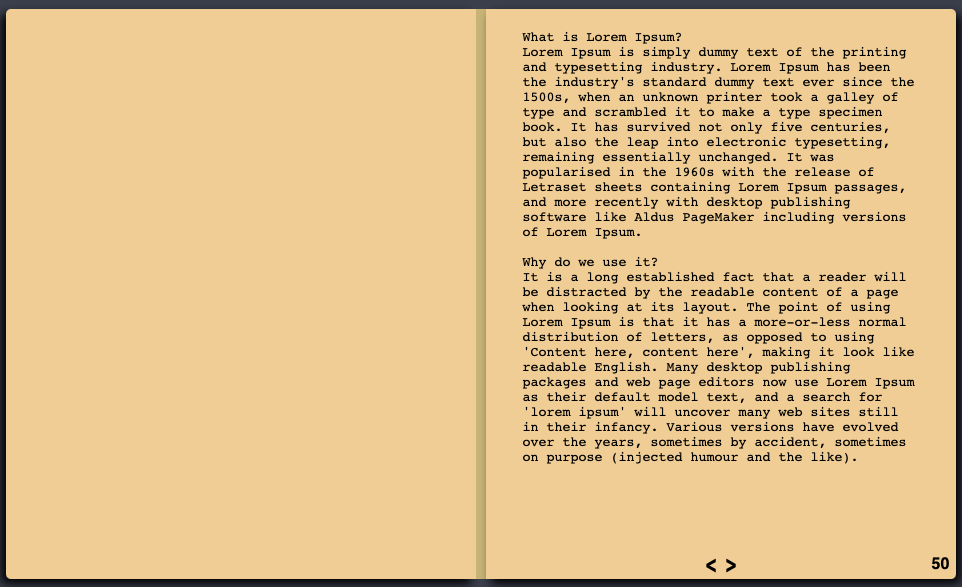 What is Lorem Ipsum?
Lorem Ipsum is simply dummy text of the printing
and typesetting industry. Lorem Ipsum has been
the industry's standard dummy text ever since the
1500s, when an unknown printer took a galley of
type and scrambled it to make a type specimen
book. It has survived not only five centuries,
but also the leap into electronic typesetting,
remaining essentially unchanged. It was
popularised in the 1960s with the release of
Letraset sheets containing Lorem Ipsum passages,
and more recently with desktop publishing
software like Aldus PageMaker including versions
of Lorem Ipsum.

Why do we use it?
It is a long established fact that a reader will
be distracted by the readable content of a page
when looking at its layout. The point of using
Lorem Ipsum is that it has a more-or-less normal
distribution of letters, as opposed to using
'Content here, content here', making it look like
readable English. Many desktop publishing
packages and web page editors now use Lorem Ipsum
as their default model text, and a search for
'lorem ipsum' will uncover many web sites still
in their infancy. Various versions have evolved
over the years, sometimes by accident, sometimes
on purpose (injected humour and the like).
< >
50